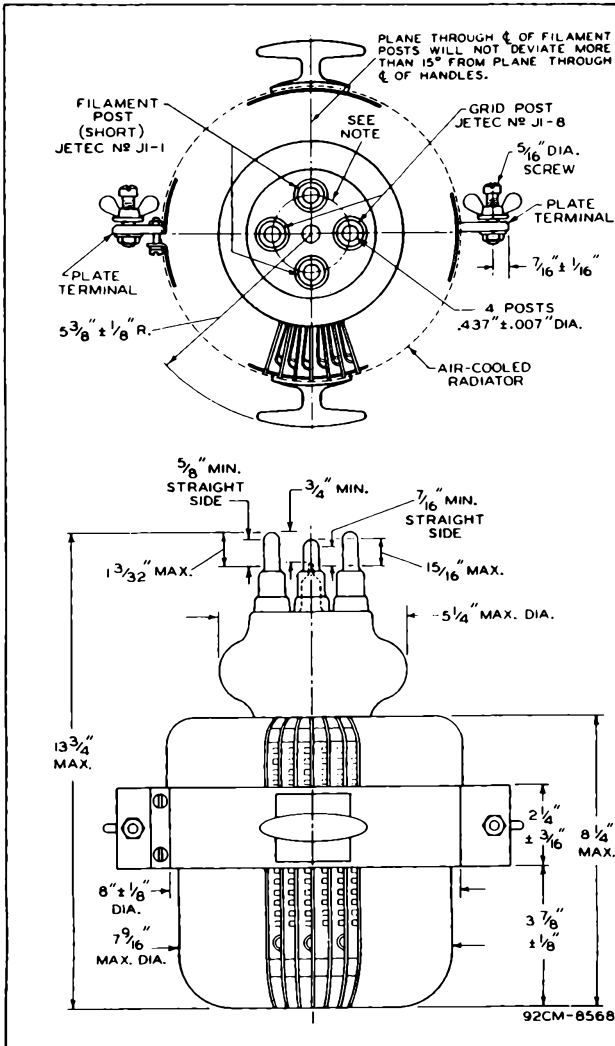 PLANE THROUGH ℄ OF FILAMENT
POSTS WILL NOT DEVIATE MORE
THAN 15° FROM PLANE THROUGH
℄ OF HANDLES.
FILAMENT
POST
(SHORT)
JETEC Nº J1-1
SEE
NOTE
GRID POST
JETEC Nº J1-8
5/16" DIA.
SCREW
PLATE
TERMINAL
PLATE
TERMINAL
7/16" ± 1/16"
5 3/8" ± 1/8" R.
4 POSTS
.437" ±.007" DIA.
AIR-COOLED
RADIATOR
5/8" MIN.
STRAIGHT
SIDE
3/4" MIN.
7/16" MIN.
STRAIGHT
SIDE
1 3/32" MAX.
15/16" MAX.
5 1/4" MAX. DIA.
13 3/4"
MAX.
2 1/4"
± 3/16"
8 1/4"
MAX.
8" ± 1/8"
DIA.
7 9/16"
MAX. DIA.
3 7/8"
± 1/8"
92CM-8568